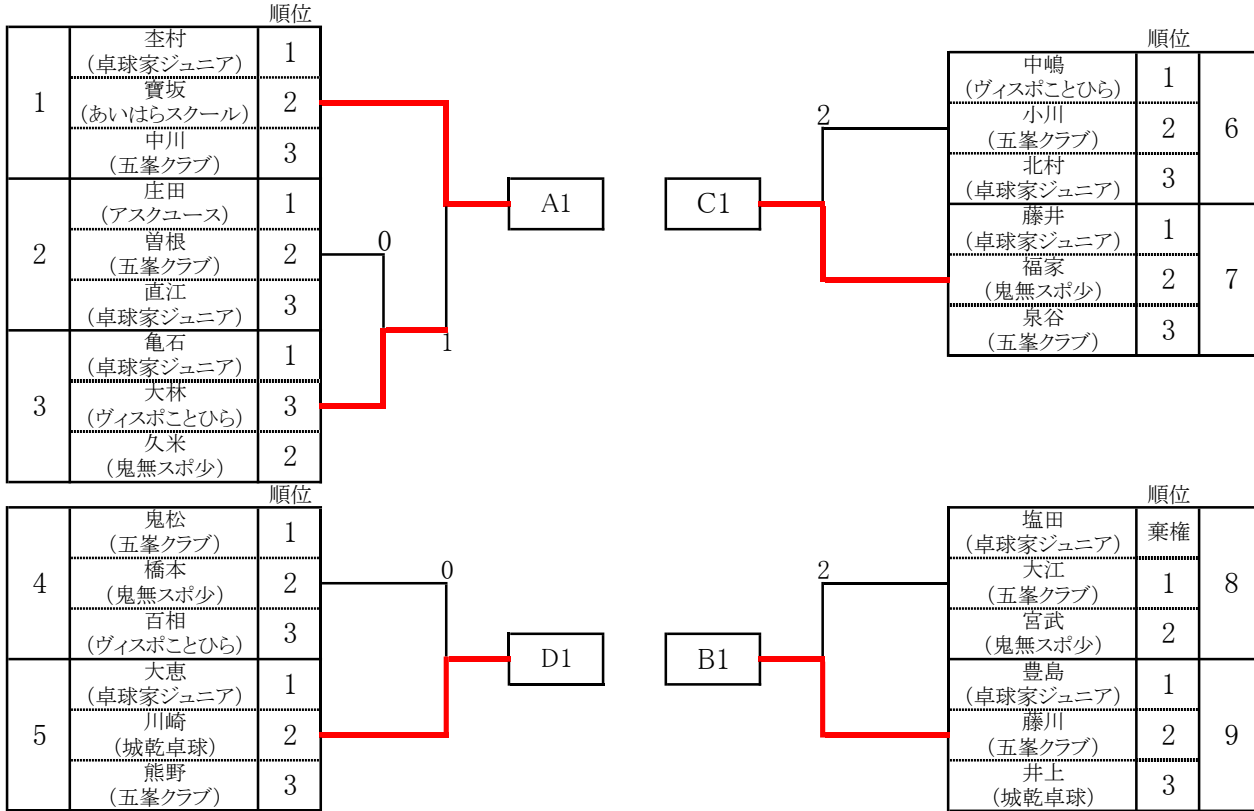 順位
1
杢村
(卓球家ジュニア)
1
寶坂
(あいはらスクール)
2
中川
(五峯クラブ)
3
2
庄田
(アスクユース)
1
曽根
(五峯クラブ)
2
直江
(卓球家ジュニア)
3
3
亀石
(卓球家ジュニア)
1
大林
(ヴィスポことひら)
3
久米
(鬼無スポ少)
2
0
1
A1
順位
中嶋
(ヴィスポことひら)
1
小川
(五峯クラブ)
2
北村
(卓球家ジュニア)
3
6
藤井
(卓球家ジュニア)
1
福家
(鬼無スポ少)
2
泉谷
(五峯クラブ)
3
7
2
C1
順位
4
鬼松
(五峯クラブ)
1
橋本
(鬼無スポ少)
2
百相
(ヴィスポことひら)
3
5
大恵
(卓球家ジュニア)
1
川崎
(城乾卓球)
2
熊野
(五峯クラブ)
3
0
D1
順位
塩田
(卓球家ジュニア)
棄権
大江
(五峯クラブ)
1
宮武
(鬼無スポ少)
2
8
豊島
(卓球家ジュニア)
1
藤川
(五峯クラブ)
2
井上
(城乾卓球)
3
9
2
B1